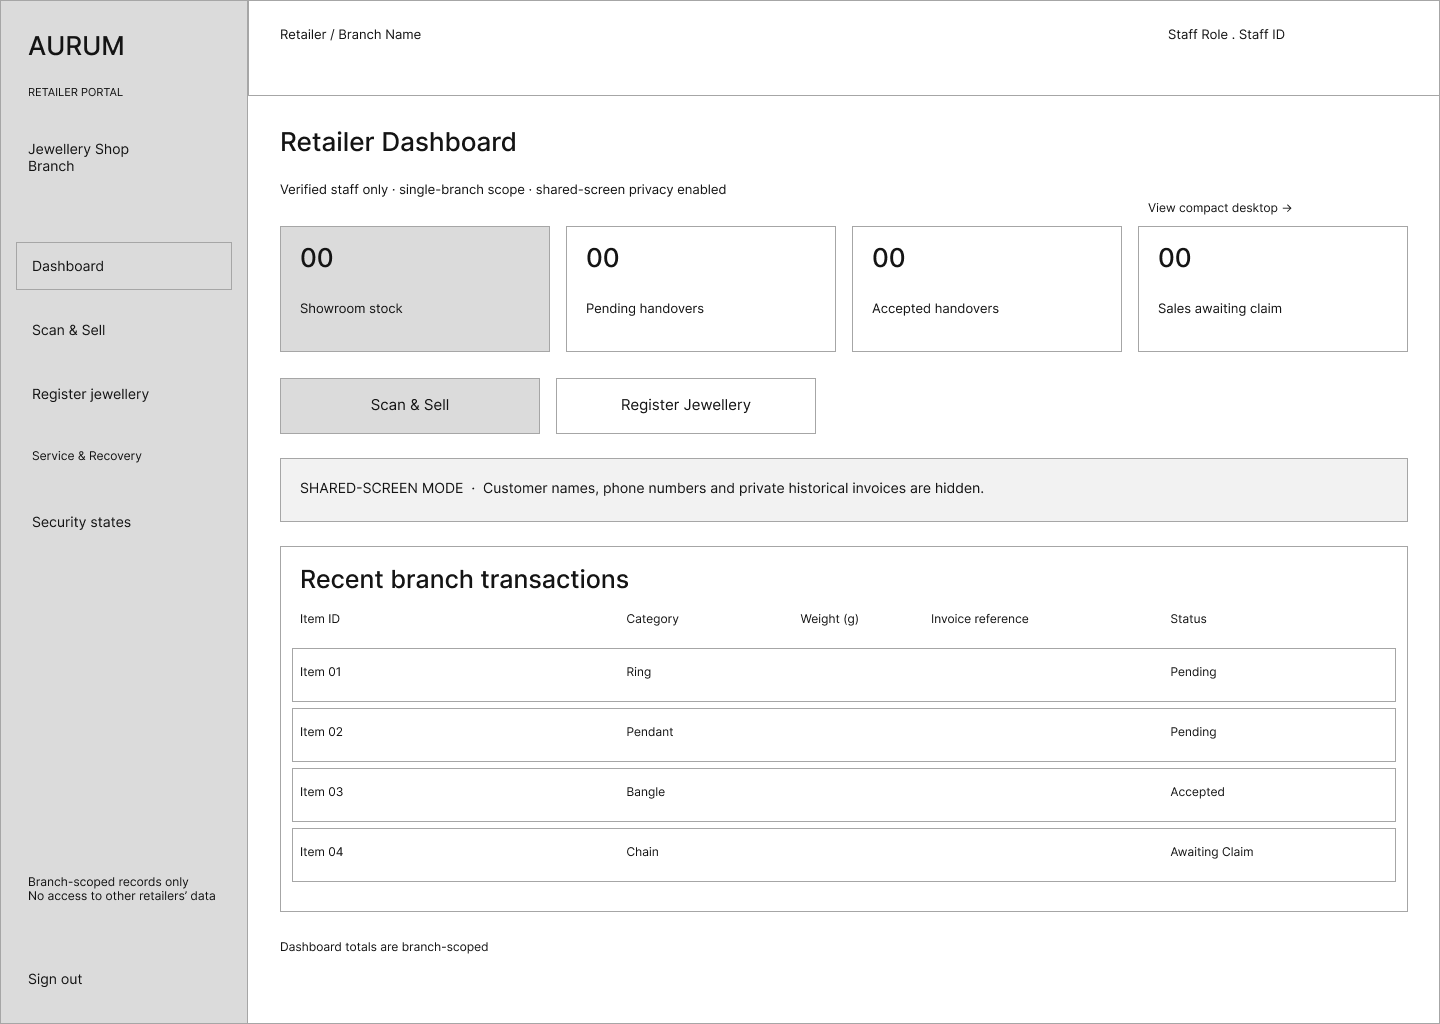 AURUM
RETAILER PORTAL
Jewellery Shop
Branch
Dashboard
Scan & Sell
Register jewellery
Service & Recovery
Security states
Branch-scoped records only
No access to other retailers’ data
Sign out
Retailer / Branch Name
Staff Role . Staff ID
Retailer Dashboard
Verified staff only · single-branch scope · shared-screen privacy enabled
View compact desktop →
00
Showroom stock
00
Pending handovers
00
Accepted handovers
00
Sales awaiting claim
Scan & Sell
Register Jewellery
SHARED-SCREEN MODE · Customer names, phone numbers and private historical invoices are hidden.
Recent branch transactions
Item ID Category Weight (g) Invoice reference Status
Item 01 Ring Pending
Item 02 Pendant Pending
Item 03 Bangle Accepted
Item 04 Chain Awaiting Claim
Dashboard totals are branch-scoped